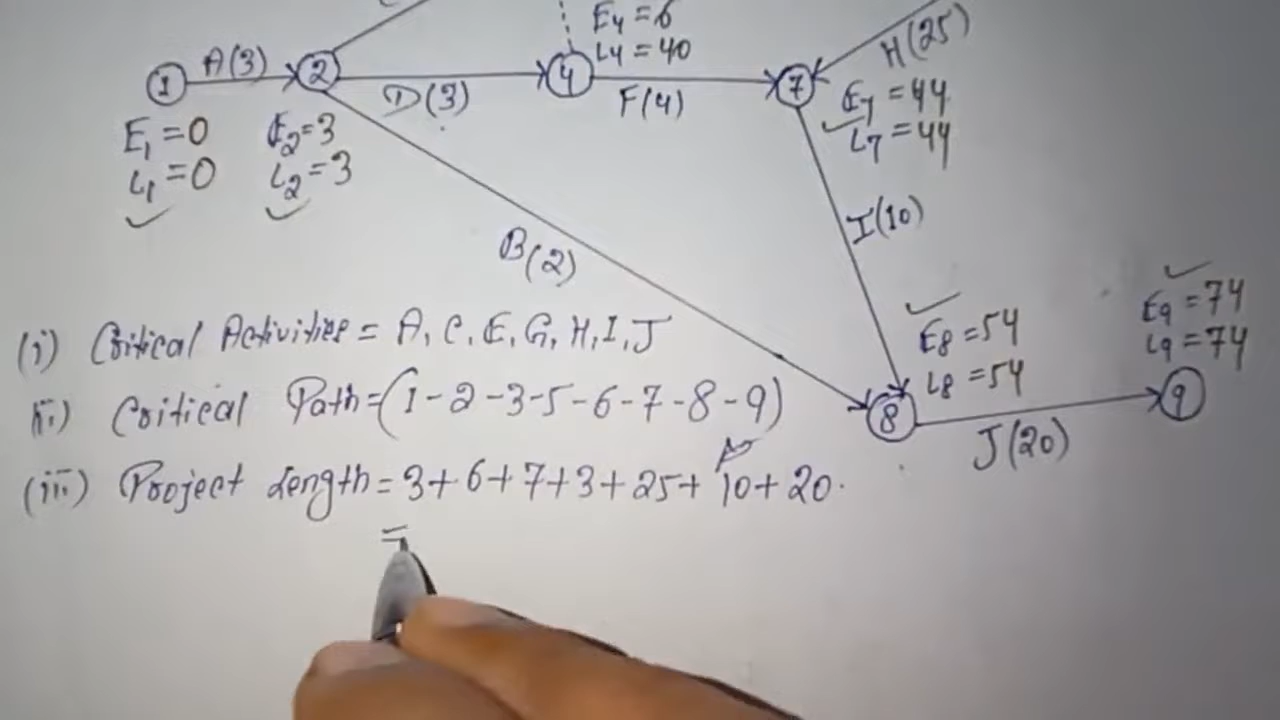 E4 = 6
L4 = 40
H(25)
1 A(3) 2 D(3) 4 F(4) 7
E7 = 44
L7 = 44
E1 = 0
L1 = 0
E2 = 3
L2 = 3
B(2)
I(10)
E8 = 54
L8 = 54
E9 = 74
L9 = 74
8 J(20) 9
(i) Critical Activities = A, C, E, G, H, I, J
ii) Critical Path = (1 - 2 - 3 - 5 - 6 - 7 - 8 - 9)
(iii) Project Length = 3 + 6 + 7 + 3 + 25 + 10 + 20.
=